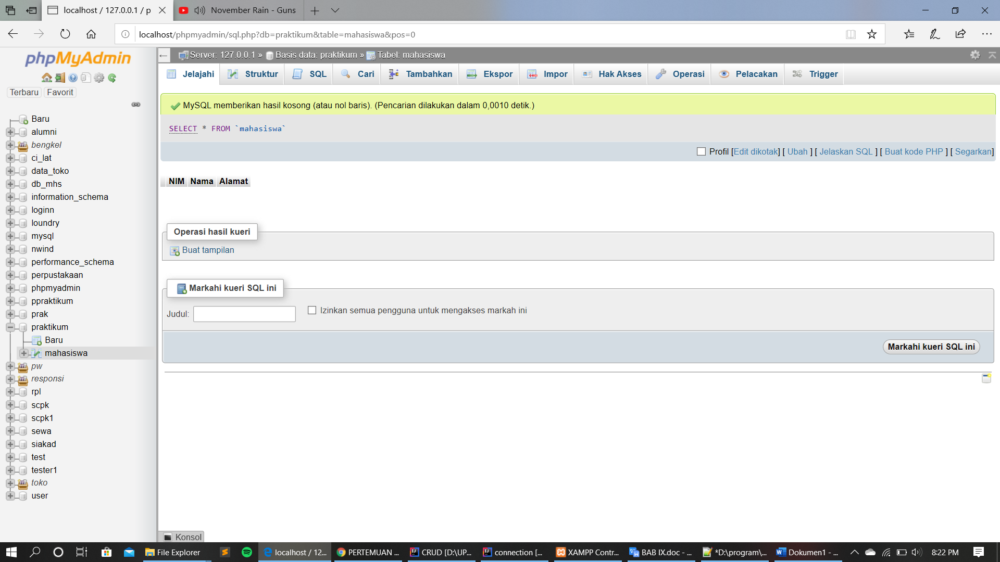 localhost / 127.0.0.1 / p
November Rain - Guns
localhost/phpmyadmin/sql.php?db=praktikum&table=mahasiswa&pos=0
phpMyAdmin
Terbaru Favorit
Baru
alumni
bengkel
ci_lat
data_toko
db_mhs
information_schema
loginn
loundry
mysql
nwind
performance_schema
perpustakaan
phpmyadmin
ppraktikum
prak
praktikum
Baru
mahasiswa
pw
responsi
rpl
scpk
scpk1
sewa
siakad
test
tester1
toko
user
Server: 127.0.0.1 » Basis data: praktikum » Tabel: mahasiswa
Jelajahi Struktur SQL Cari Tambahkan Ekspor Impor Hak Akses Operasi Pelacakan Trigger
MySQL memberikan hasil kosong (atau nol baris). (Pencarian dilakukan dalam 0,0010 detik.)
SELECT * FROM `mahasiswa`
Profil [Edit dikotak] [ Ubah ] [ Jelaskan SQL ] [ Buat kode PHP ] [ Segarkan]
NIM Nama Alamat
Operasi hasil kueri
Buat tampilan
Markahi kueri SQL ini
Judul: Izinkan semua pengguna untuk mengakses markah ini
Markahi kueri SQL ini
Konsol
File Explorer localhost / 12... PERTEMUAN ... CRUD [D:\UP... connection [... XAMPP Contr... BAB IX.doc - ... *D:\program\... Dokumen1 - ... 8:22 PM